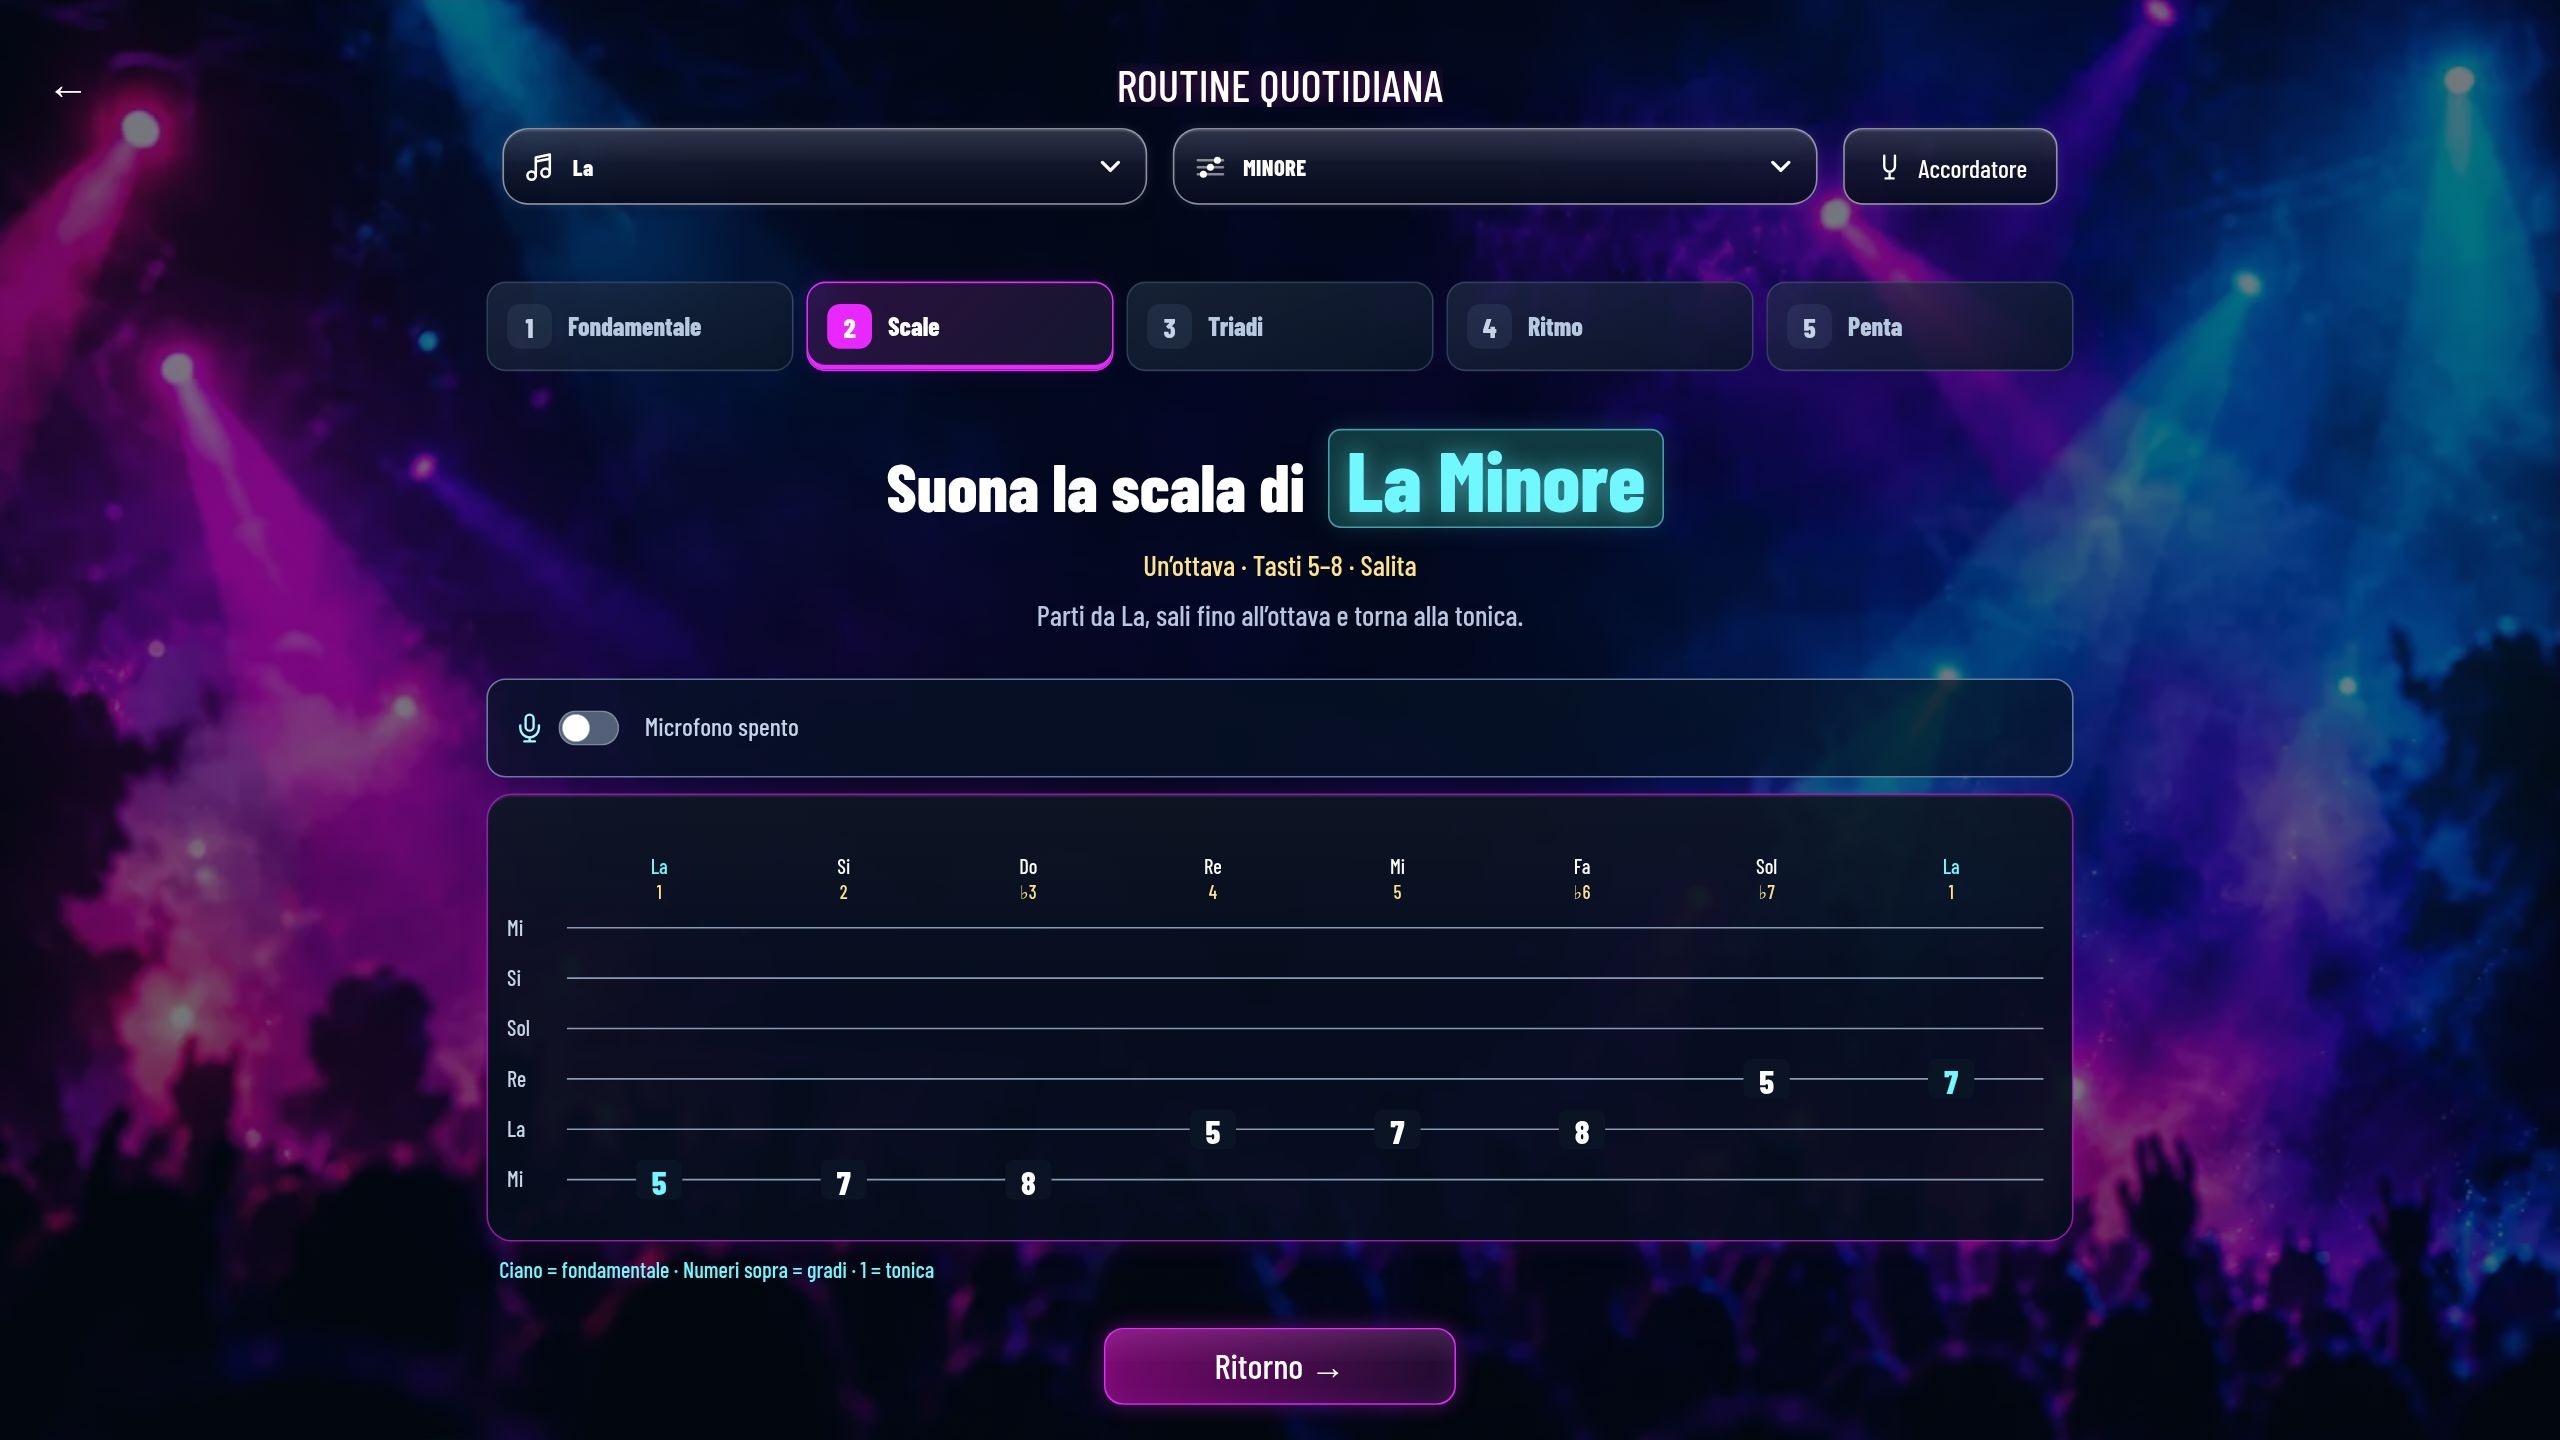 ←
ROUTINE QUOTIDIANA
La
MINORE
Accordatore
1 Fondamentale
2 Scale
3 Triadi
4 Ritmo
5 Penta
Suona la scala di La Minore
Un'ottava · Tasti 5–8 · Salita
Parti da La, sali fino all'ottava e torna alla tonica.
Microfono spento
La Si Do Re Mi Fa Sol La
1 2 ♭3 4 5 ♭6 ♭7 1
Mi
Si
Sol
Re 5 7
La 5 7 8
Mi 5 7 8
Ciano = fondamentale · Numeri sopra = gradi · 1 = tonica
Ritorno →